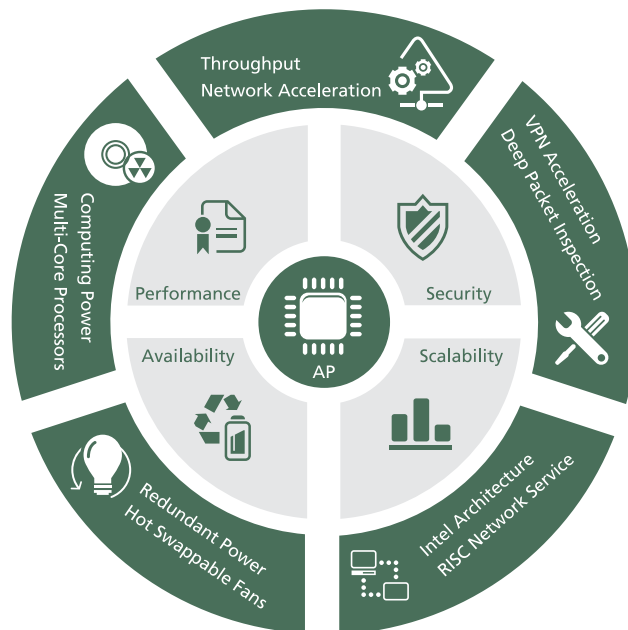 Throughput
Network Acceleration
VPN Acceleration
Deep Packet Inspection
Computing Power
Multi-Core Processors
Performance
Security
AP
Availability
Scalability
Redundant Power
Hot Swappable Fans
Intel Architecture
RISC Network Service